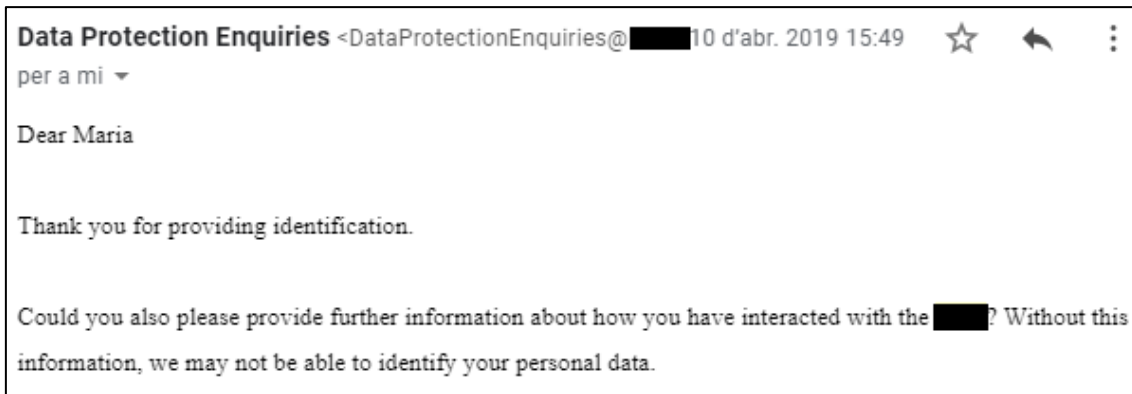 Data Protection Enquiries <DataProtectionEnquiries@ 10 d'abr. 2019 15:49
per a mi
Dear Maria
Thank you for providing identification.
Could you also please provide further information about how you have interacted with the ? Without this
information, we may not be able to identify your personal data.